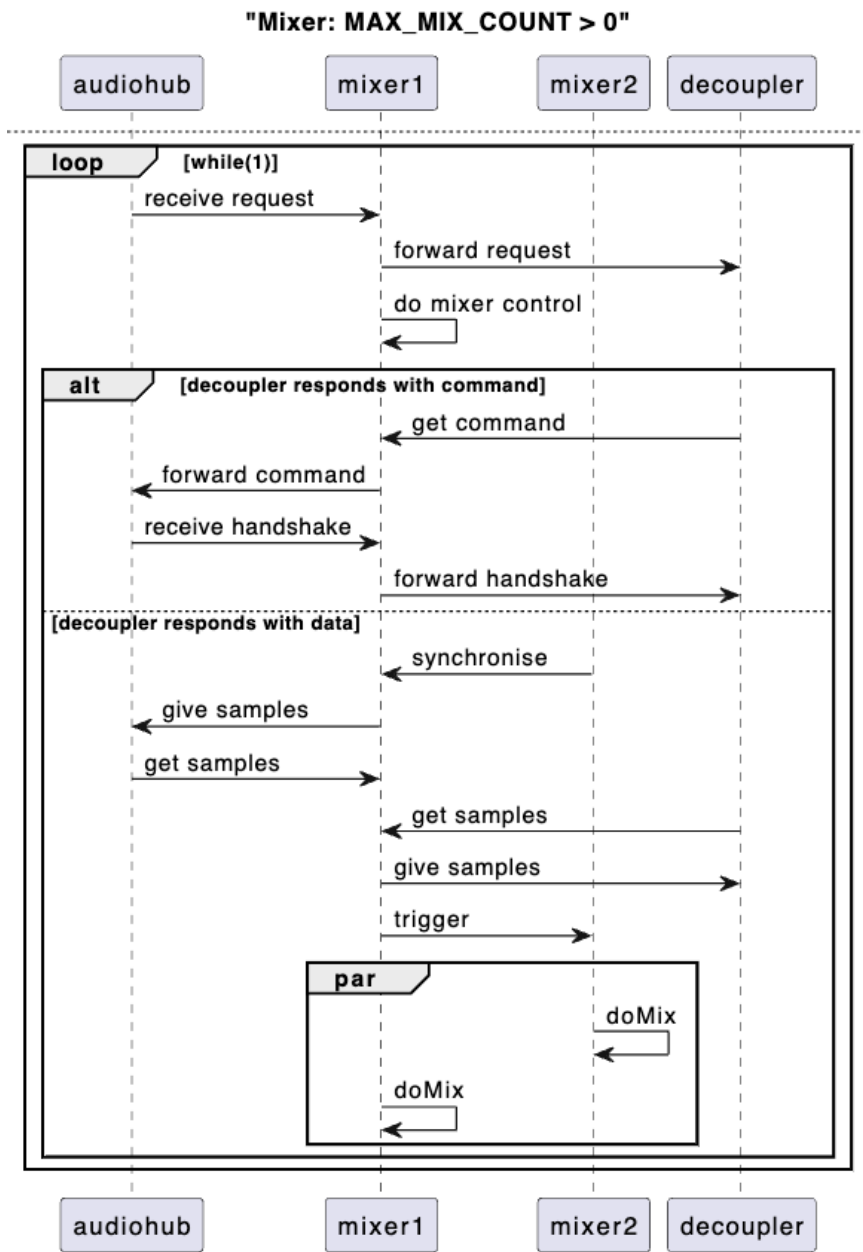 "Mixer: MAX_MIX_COUNT > 0"
audiohub mixer1 mixer2 decoupler
loop [while(1)]
receive request
forward request
do mixer control
alt [decoupler responds with command]
get command
forward command
receive handshake
forward handshake
[decoupler responds with data]
synchronise
give samples
get samples
get samples
give samples
trigger
par
doMix
doMix
audiohub mixer1 mixer2 decoupler